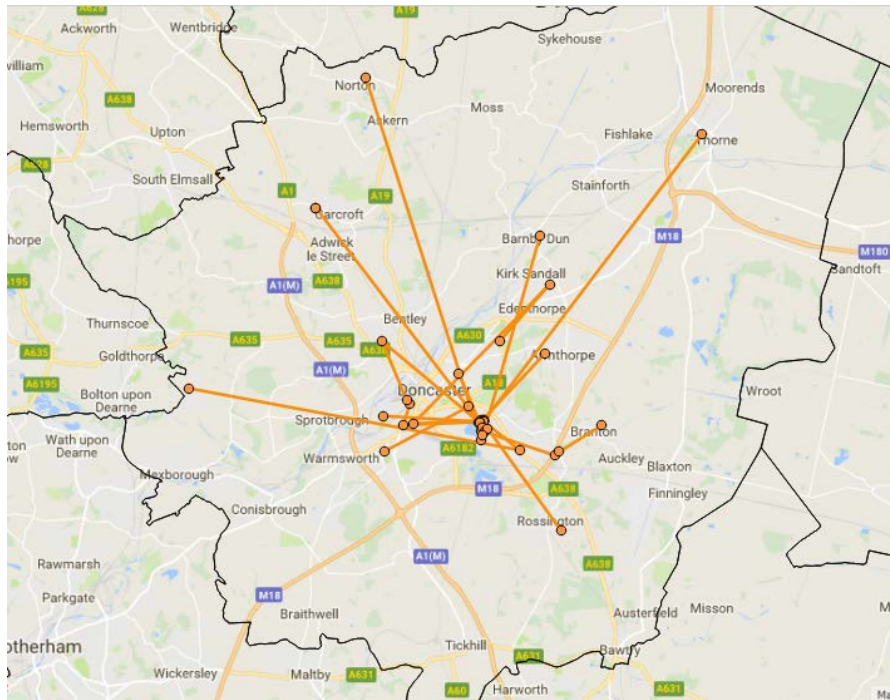 A628
A19
Ackworth
Wentbridge
Sykehouse
william
Norton
Moorends
A638
Askern
Moss
Hemsworth
Upton
Fishlake
Thorne
A628
South Elmsall
Stainforth
A1
A19
Carcroft
M18
Barnby Dun
thorpe
Adwick
le Street
M180
Sandtoft
Kirk Sandall
A6195
A638
A1(M)
Edenthorpe
Thurnscoe
Bentley
A630
A635
A635
A635
A638
Goldthorpe
Armthorpe
A1(M)
A6195
A18
Doncaster
Wroot
Bolton upon
Dearne
Sprotbrough
Branton
Wath upon
Dearne
A6182
Warmsworth
Auckley
Blaxton
Mexborough
M18
A638
Finningley
Conisbrough
Rossington
A1(M)
Rawmarsh
A638
Parkgate
M18
Braithwell
Austerfield
Misson
otherham
Tickhill
A631
Bawtry
Wickersley
Maltby
A631
A60
Harworth
A631